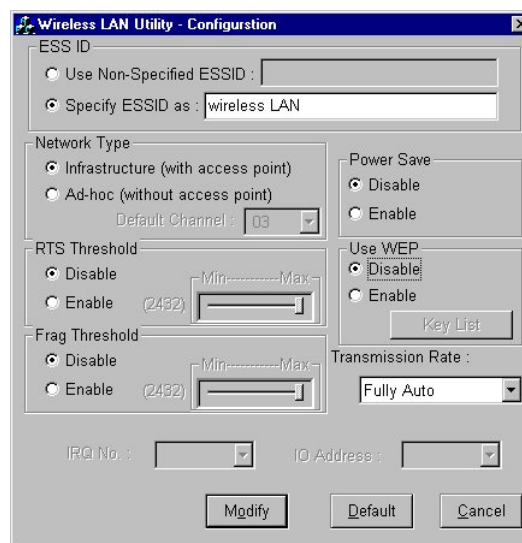 Wireless LAN Utility - Configurstion
ESS ID
Use Non-Specified ESSID :
Specify ESSID as : wireless LAN
Network Type
Infrastructure (with access point)
Ad-hoc (without access point)
Default Channel : 03
Power Save
Disable
Enable
RTS Threshold
Disable
Enable (2432)
Min-----------Max
Use WEP
Disable
Enable
Key List
Frag Threshold
Disable
Enable (2432)
Min-----------Max
Transmission Rate :
Fully Auto
IRQ No. :
IO Address :
Modify
Default
Cancel